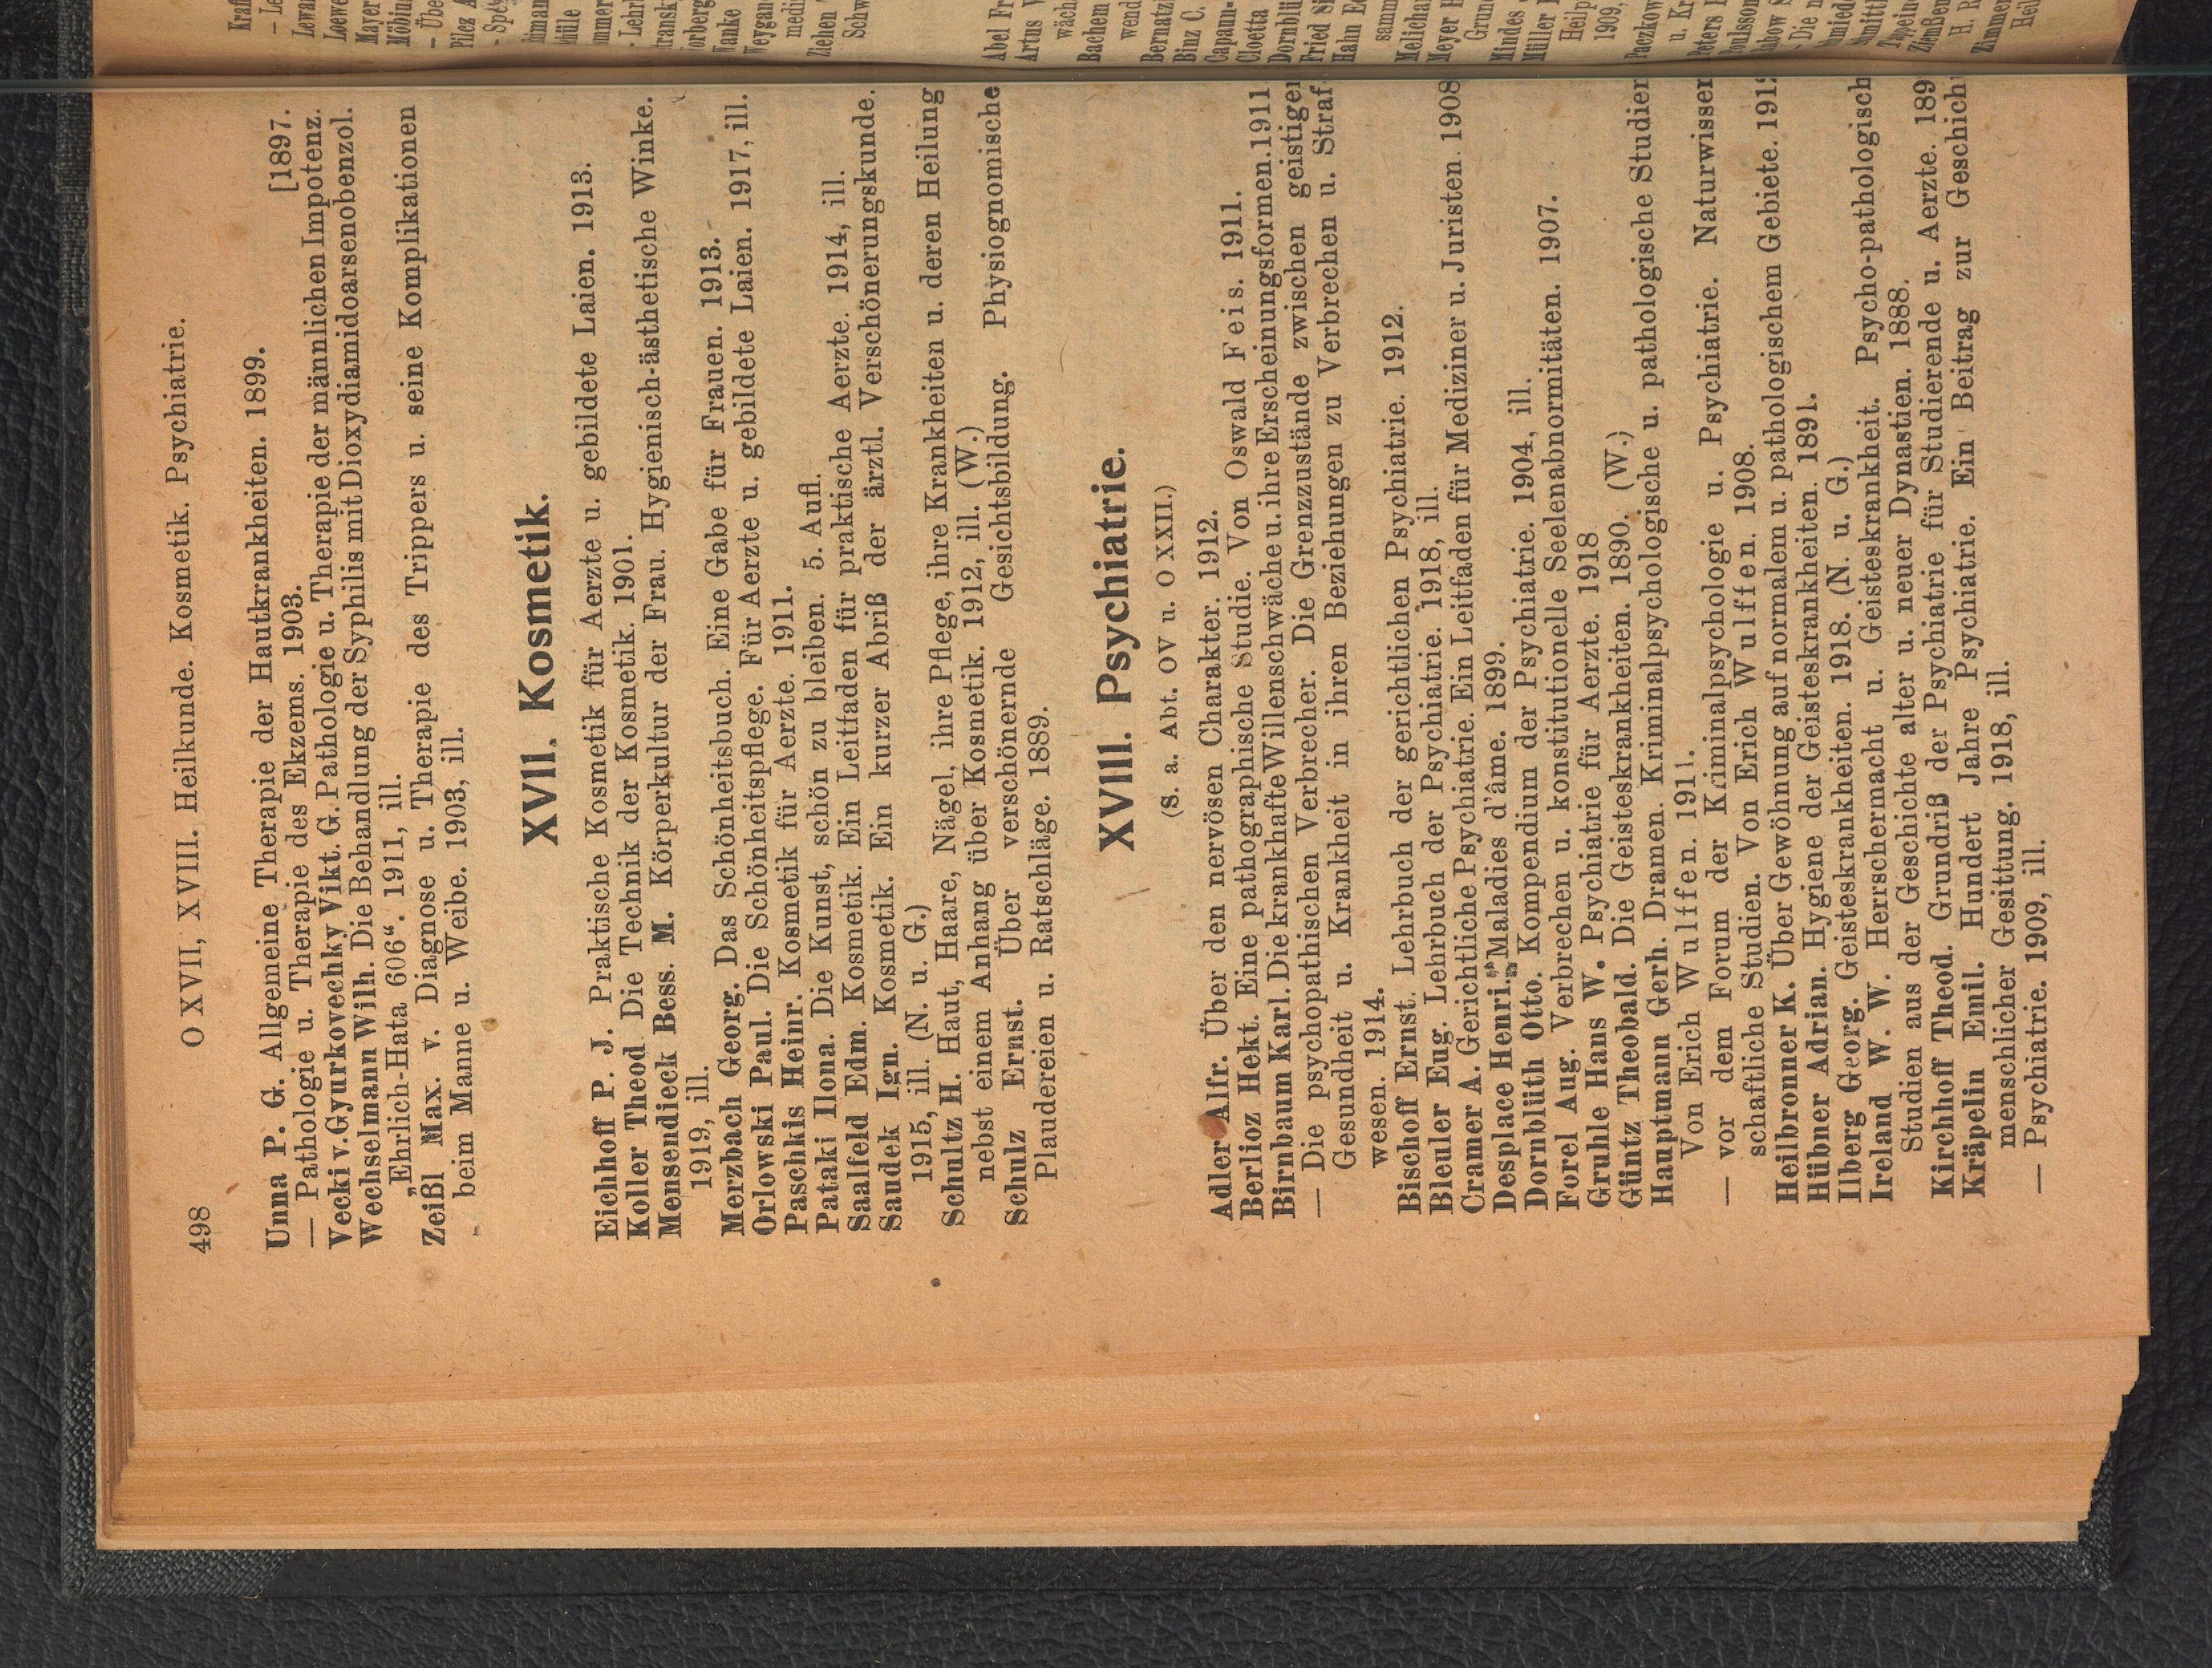 498 O XVII, XVIII. Heilkunde. Kosmetik. Psychiatrie.
Unna P. G. Allgemeine Therapie der Hautkrankheiten. 1899.
— Pathologie u. Therapie des Ekzems. 1903. [1897.
Vecki v. Gyurkovechky Vikt. G. Pathologie u. Therapie der männlichen Impotenz.
Wechselmann Wilh. Die Behandlung der Syphilis mit Dioxydiamidoarsenobenzol.
„Ehrlich-Hata 606“. 1911, ill.
Zeißl Max. v. Diagnose u. Therapie des Trippers u. seine Komplikationen
beim Manne u. Weibe. 1903, ill.
XVII. Kosmetik.
Eichhoff P. J. Praktische Kosmetik für Aerzte u. gebildete Laien. 1913.
Koller Theod. Die Technik der Kosmetik. 1901.
Mensendieck Bess. M. Körperkultur der Frau. Hygienisch-ästhetische Winke.
1919, ill.
Merzbach Georg. Das Schönheitsbuch. Eine Gabe für Frauen. 1913.
Orlowski Paul. Die Schönheitspflege. Für Aerzte u. gebildete Laien. 1917, ill.
Paschkis Heinr. Kosmetik für Aerzte. 1911.
Pataki Ilona. Die Kunst, schön zu bleiben. 5. Aufl.
Saalfeld Edm. Kosmetik. Ein Leitfaden für praktische Aerzte. 1914, ill.
Saudek Ign. Kosmetik. Ein kurzer Abriß der ärztl. Verschönerungskunde.
1915, ill. (N. u. G.)
Schultz H. Haut, Haare, Nägel, ihre Pflege, ihre Krankheiten u. deren Heilung
nebst einem Anhang über Kosmetik. 1912, ill. (W.)
Schulz Ernst. Über verschönernde Gesichtsbildung. Physiognomische
Plaudereien u. Ratschläge. 1889.
XVIII. Psychiatrie.
(S. a. Abt. OV u. O XXII.)
Adler Alfr. Über den nervösen Charakter. 1912.
Berlioz Hekt. Eine pathographische Studie. Von Oswald Feis. 1911.
Birnbaum Karl. Die krankhafte Willenschwäche u. ihre Erscheinungsformen. 1911
— Die psychopathischen Verbrecher. Die Grenzzustände zwischen geistiger
Gesundheit u. Krankheit in ihren Beziehungen zu Verbrechen u. Straf-
wesen. 1914.
Bischoff Ernst. Lehrbuch der gerichtlichen Psychiatrie. 1912.
Bleuler Eug. Lehrbuch der Psychiatrie. 1918, ill.
Cramer A. Gerichtliche Psychiatrie. Ein Leitfaden für Mediziner u. Juristen. 1908
Desplace Henri. Maladies d'âme. 1899.
Dornblüth Otto. Kompendium der Psychiatrie. 1904, ill.
Forel Aug. Verbrechen u. konstitutionelle Seelenabnormitäten. 1907.
Gruhle Hans W. Psychiatrie für Aerzte. 1918
Güntz Theobald. Die Geisteskrankheiten. 1890. (W.)
Hauptmann Gerh. Dramen. Kriminalpsychologische u. pathologische Studien
Von Erich Wulffen. 1911.
— vor dem Forum der Kriminalpsychologie u. Psychiatrie. Naturwissen
schaftliche Studien. Von Erich Wulffen. 1908.
Heilbronner K. Über Gewöhnung auf normalem u. pathologischem Gebiete. 1912
Hübner Adrian. Hygiene der Geisteskrankheiten. 1891.
Ilberg Georg. Geisteskrankheiten. 1918. (N. u. G.)
Ireland W. W. Herrschermacht u. Geisteskrankheit. Psycho-pathologisch
Studien aus der Geschichte alter u. neuer Dynastien. 1888.
Kirchhoff Theod. Grundriß der Psychiatrie für Studierende u. Aerzte. 189
Kräpelin Emil. Hundert Jahre Psychiatrie. Ein Beitrag zur Geschicht
menschlicher Gesittung. 1918, ill.
— Psychiatrie. 1909, ill.